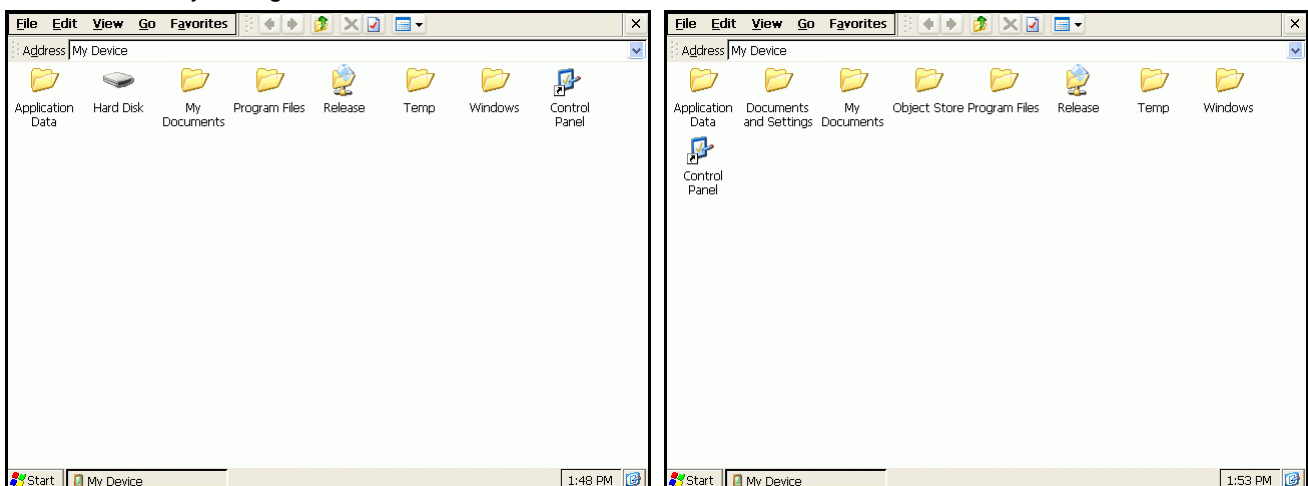 File Edit View Go Favorites
Address My Device
Application Data
Hard Disk
My Documents
Program Files
Release
Temp
Windows
Control Panel
Start My Device 1:48 PM
File Edit View Go Favorites
Address My Device
Application Data
Documents and Settings
My Documents
Object Store
Program Files
Release
Temp
Windows
Control Panel
Start My Device 1:53 PM